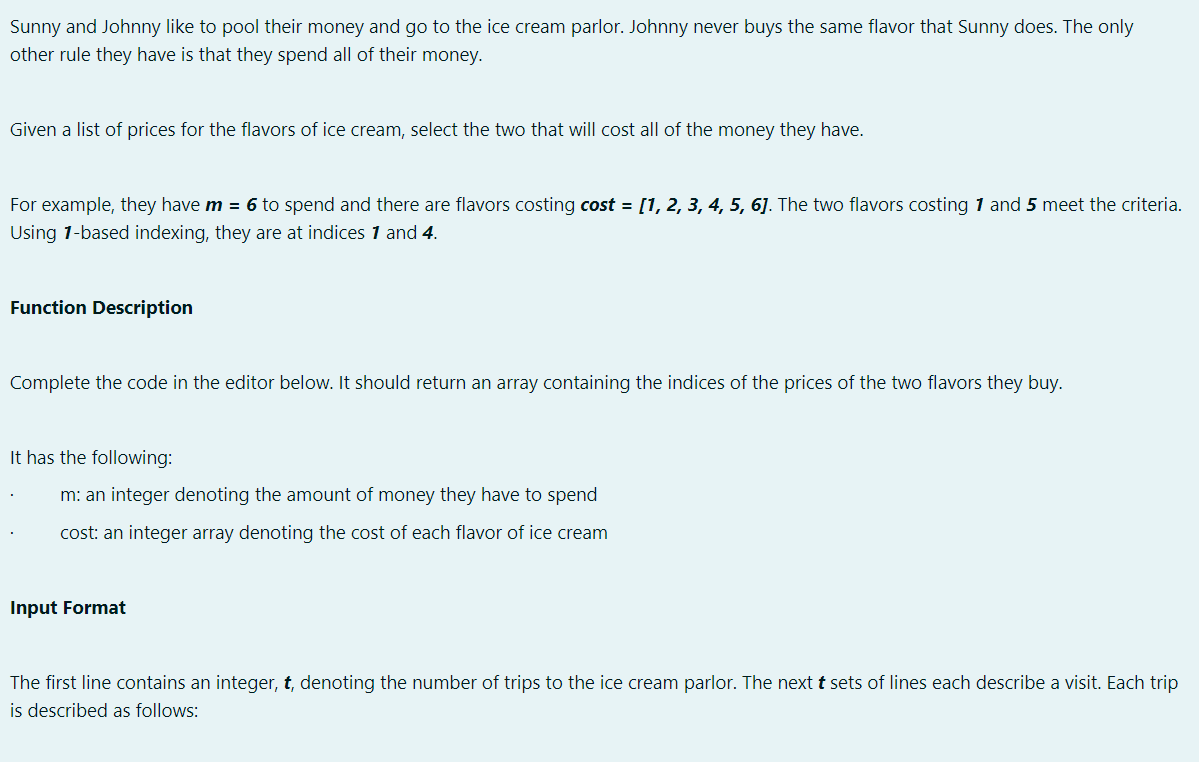 Sunny and Johnny like to pool their money and go to the ice cream parlor. Johnny never buys the same flavor that Sunny does. The only
other rule they have is that they spend all of their money.
Given a list of prices for the flavors of ice cream, select the two that will cost all of the money they have.
For example, they have m = 6 to spend and there are flavors costing cost = [1, 2, 3, 4, 5, 6]. The two flavors costing 1 and 5 meet the criteria.
Using 1-based indexing, they are at indices 1 and 4.
Function Description
Complete the code in the editor below. It should return an array containing the indices of the prices of the two flavors they buy.
It has the following:
· m: an integer denoting the amount of money they have to spend
· cost: an integer array denoting the cost of each flavor of ice cream
Input Format
The first line contains an integer, t, denoting the number of trips to the ice cream parlor. The next t sets of lines each describe a visit. Each trip
is described as follows: